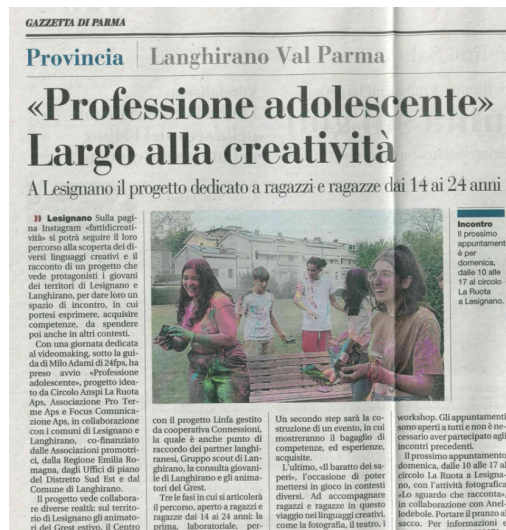 GAZZETTA DI PARMA
Provincia | Langhirano Val Parma
«Professione adolescente»
Largo alla creatività
A Lesignano il progetto dedicato a ragazzi e ragazze dai 14 ai 24 anni
Lesignano Sulla pagi-
na Instagram «fattidicreati-
vità» si potrà seguire il loro
percorso alla scoperta dei di-
versi linguaggi creativi e il
racconto di un progetto che
vede protagonisti i giovani
dei territori di Lesignano e
Langhirano, per dare loro un
spazio di incontro, in cui
potersi esprimere, acquisire
competenze, da spendere
poi anche in altri contesti.
Con una giornata dedicata
al videomaking, sotto la gui-
da di Milo Adami di 24fps, ha
preso avvio «Professione
adolescente», progetto idea-
to da Circolo Anspi La Ruota
Aps, Associazione Pro Ter-
me Aps e Focus Comunica-
zione Aps, in collaborazione
con i comuni di Lesignano e
Langhirano, co-finanziato
dalle Associazioni promotri-
ci, dalla Regione Emilia Ro-
magna, dagli Uffici di piano
del Distretto Sud Est e dal
Comune di Langhirano.
Il progetto vede collabora-
re diverse realtà: sul territorio
di Lesignano gli animato-
ri del Grest estivo, il Centro
con il progetto Linfa gestito
da cooperativa Connessioni,
la quale è anche punto di
raccordo dei partner langhi-
ranesi, Gruppo scout di Lan-
ghirano, la consulta giovani-
le di Langhirano e gli anima-
tori del Grest.
Tre le fasi in cui si articolerà
il percorso, aperto a ragazzi e
ragazze dai 14 ai 24 anni: la
prima, laboratoriale, per-
Un secondo step sarà la co-
struzione di un evento, in cui
mostreranno il bagaglio di
competenze, ed esperienze,
acquisite.
L'ultimo, «Il baratto dei sa-
peri», l'occasione di poter
mettersi in gioco in contesti
diversi. Ad accompagnare
ragazzi e ragazze in questo
viaggio nei linguaggi creativi,
come la fotografia, il teatro, i
Incontro
Il prossimo
appuntament
è per
domenica,
dalle 10 alle
17 al circolo
La Ruota
a Lesignano.
workshop. Gli appuntamenti
sono aperti a tutti e non è ne-
cessario aver partecipato agli
incontri precedenti.
Il prossimo appuntamento
domenica, dalle 10 alle 17 al
circolo La Ruota a Lesigna-
no, con l'attività fotografica
«Lo sguardo che racconta»,
in collaborazione con Anel-
lodebole. Portare il pranzo al
sacco. Per informazioni e